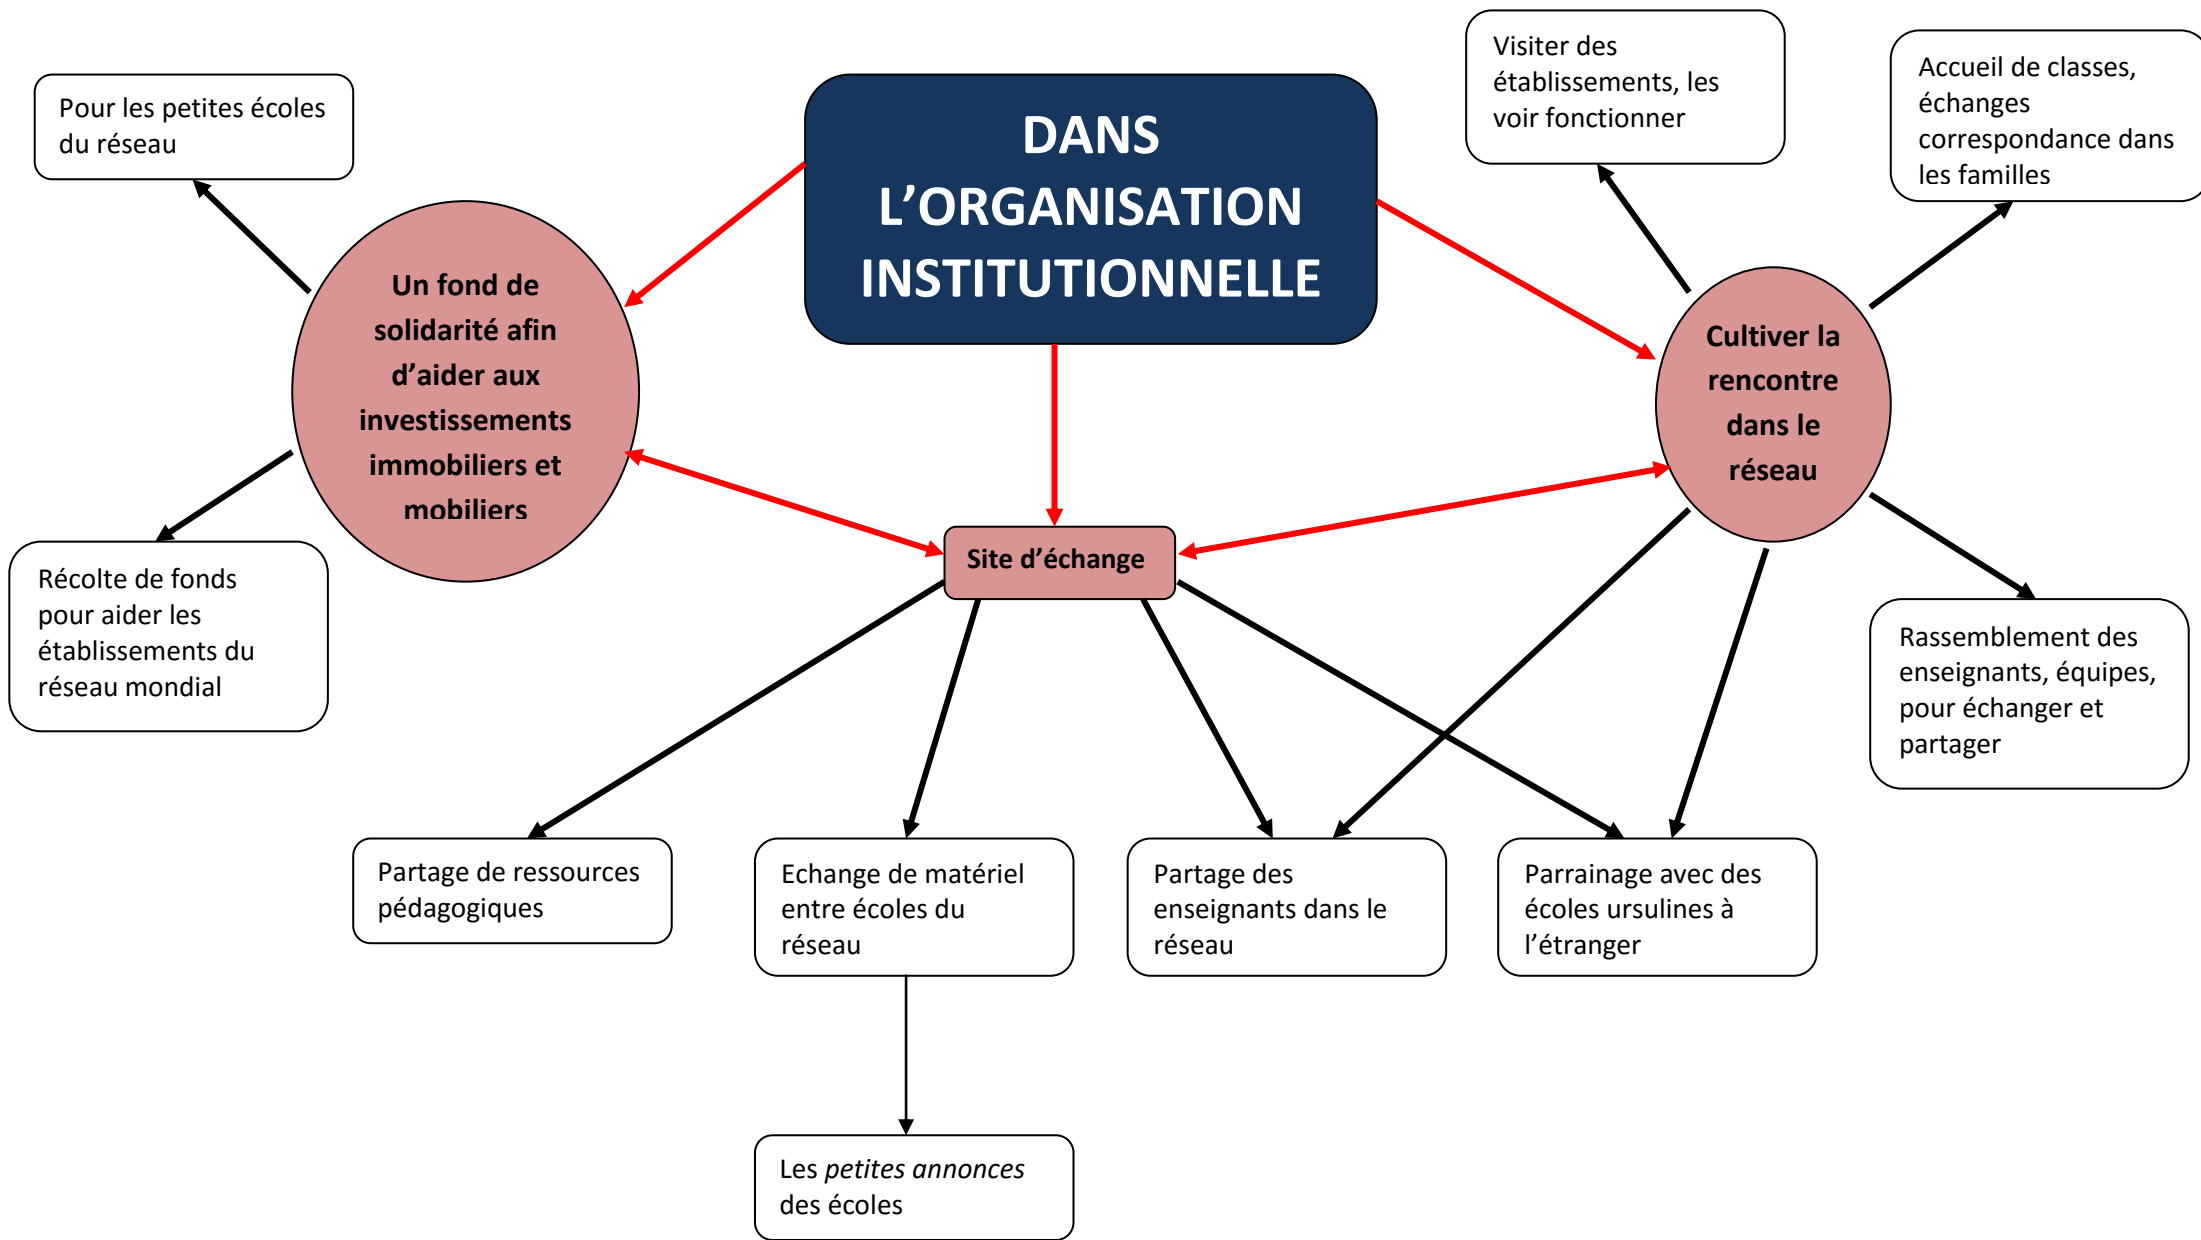 DANS
L’ORGANISATION
INSTITUTIONNELLE
Pour les petites écoles
du réseau
Un fond de
solidarité afin
d’aider aux
investissements
immobiliers et
mobiliers
Récolte de fonds
pour aider les
établissements du
réseau mondial
Visiter des
établissements, les
voir fonctionner
Accueil de classes,
échanges
correspondance dans
les familles
Cultiver la
rencontre
dans le
réseau
Rassemblement des
enseignants, équipes,
pour échanger et
partager
Site d’échange
Partage de ressources
pédagogiques
Echange de matériel
entre écoles du
réseau
Partage des
enseignants dans le
réseau
Parrainage avec des
écoles ursulines à
l’étranger
Les petites annonces
des écoles